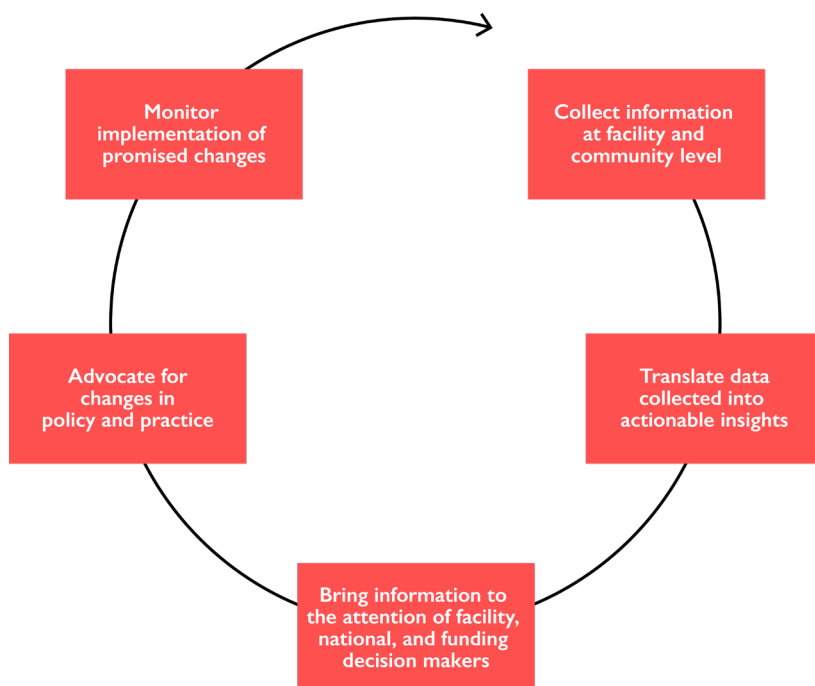 Monitor
implementation of
promised changes
Collect information
at facility and
community level
Advocate for
changes in
policy and practice
Translate data
collected into
actionable insights
Bring information to
the attention of facility,
national, and funding
decision makers